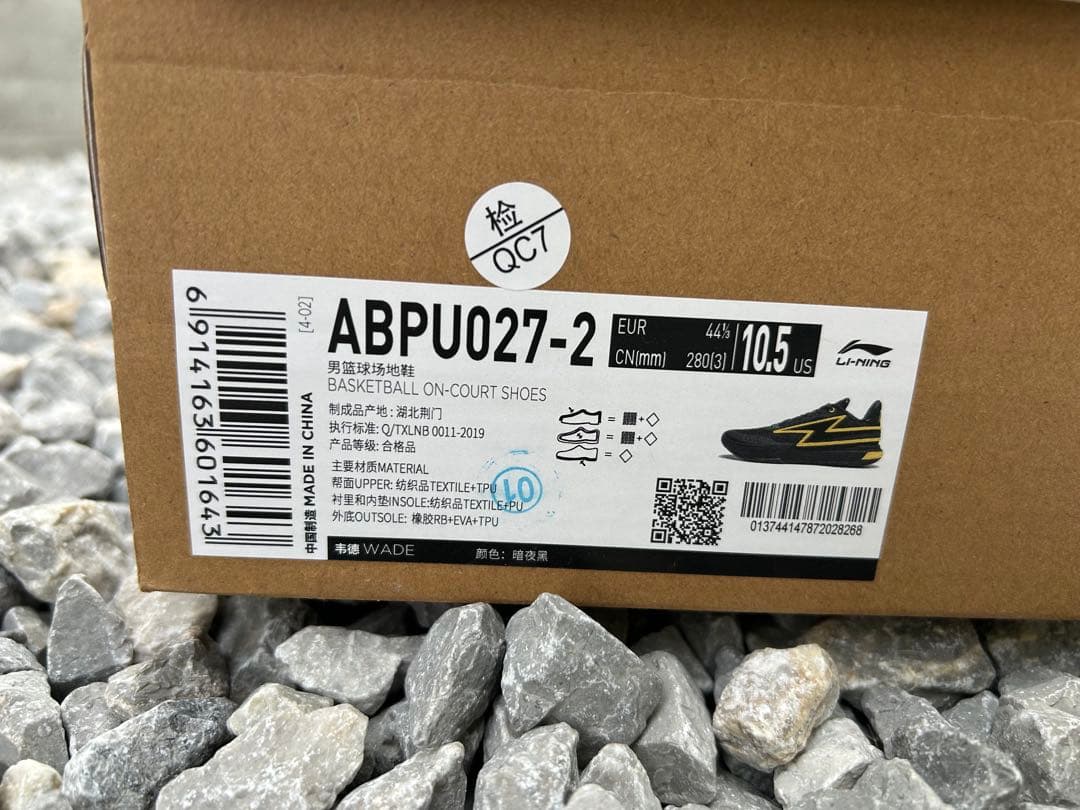 检
QC7
6914163601643
[4-02]
中国制造 MADE IN CHINA
ABPU027-2
男篮球场地鞋
BASKETBALL ON-COURT SHOES
制成品产地：湖北荆门
执行标准: Q/TXLNB 0011-2019
产品等级: 合格品
主要材质MATERIAL
帮面UPPER: 纺织品TEXTILE+TPU
衬里和内垫INSOLE:纺织品TEXTILE+PU
外底OUTSOLE: 橡胶RB+EVA+TPU
01
韦德 WADE
颜色：暗夜黑
EUR 44⅓
CN(mm) 280(3)
10.5 US
LI-NING
013744147872028268